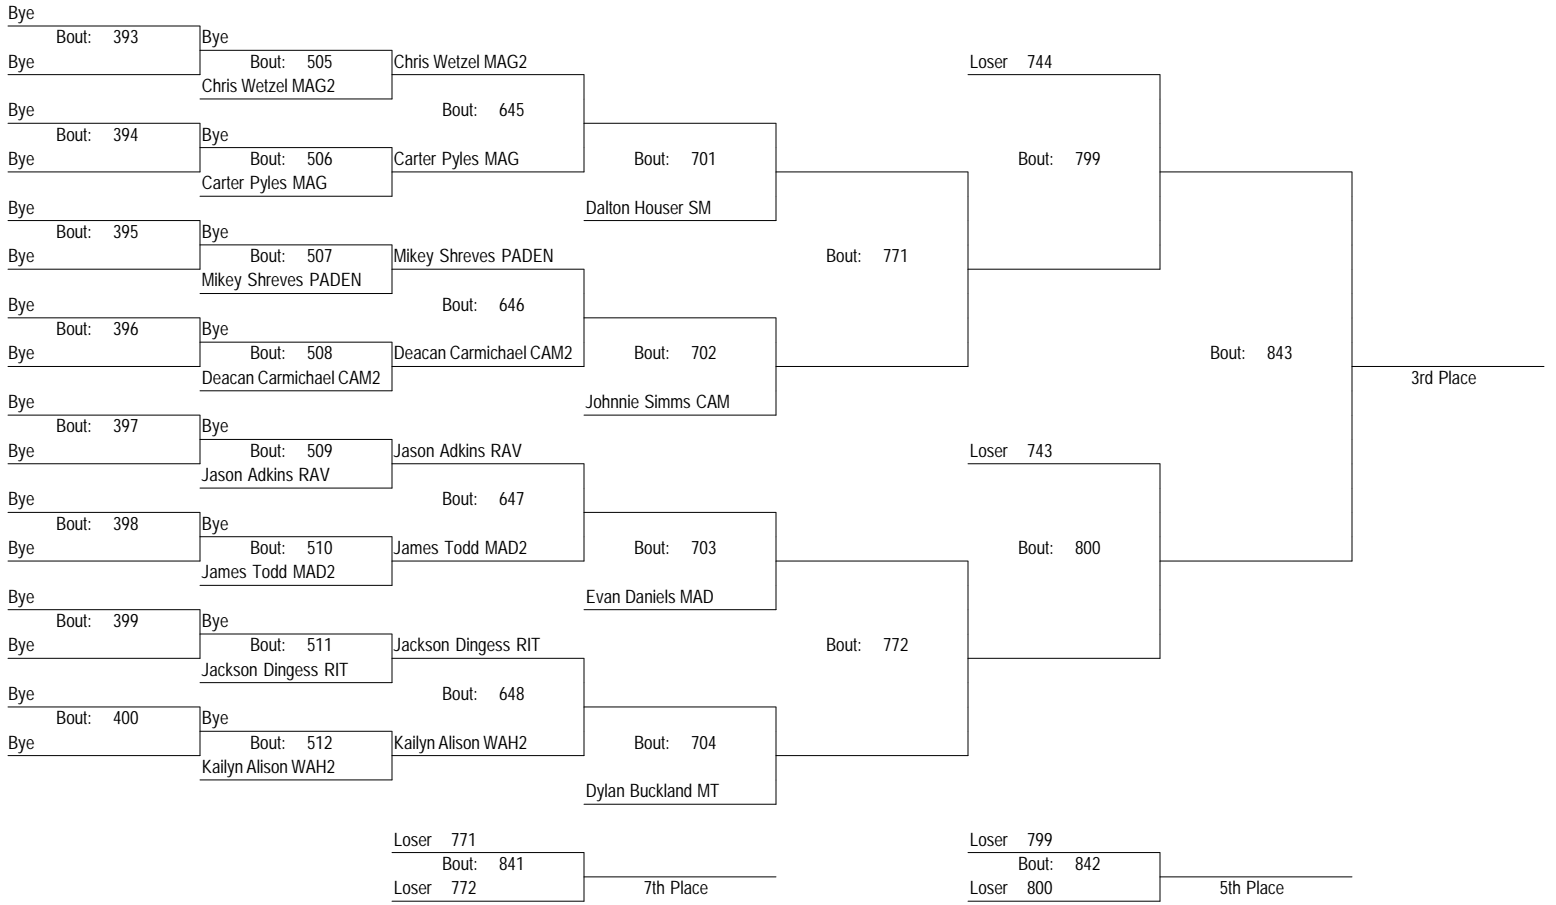 Bye
Bout: 393 Bye
Bye Bout: 505 Chris Wetzel MAG2 Loser 744
Chris Wetzel MAG2
Bye Bout: 645
Bout: 394 Bye
Bye Bout: 506 Carter Pyles MAG Bout: 701 Bout: 799
Carter Pyles MAG
Bye Dalton Houser SM
Bout: 395 Bye
Bye Bout: 507 Mikey Shreves PADEN Bout: 771
Mikey Shreves PADEN
Bye Bout: 646
Bout: 396 Bye
Bye Bout: 508 Deacan Carmichael CAM2 Bout: 702 Bout: 843
Deacan Carmichael CAM2 3rd Place
Bye Johnnie Simms CAM
Bout: 397 Bye
Bye Bout: 509 Jason Adkins RAV Loser 743
Jason Adkins RAV
Bye Bout: 647
Bout: 398 Bye
Bye Bout: 510 James Todd MAD2 Bout: 703 Bout: 800
James Todd MAD2
Bye Evan Daniels MAD
Bout: 399 Bye
Bye Bout: 511 Jackson Dingess RIT Bout: 772
Jackson Dingess RIT
Bye Bout: 648
Bout: 400 Bye
Bye Bout: 512 Kailyn Alison WAH2 Bout: 704
Kailyn Alison WAH2
Dylan Buckland MT
Loser 771 Loser 799
Bout: 841 Bout: 842
Loser 772 7th Place Loser 800 5th Place